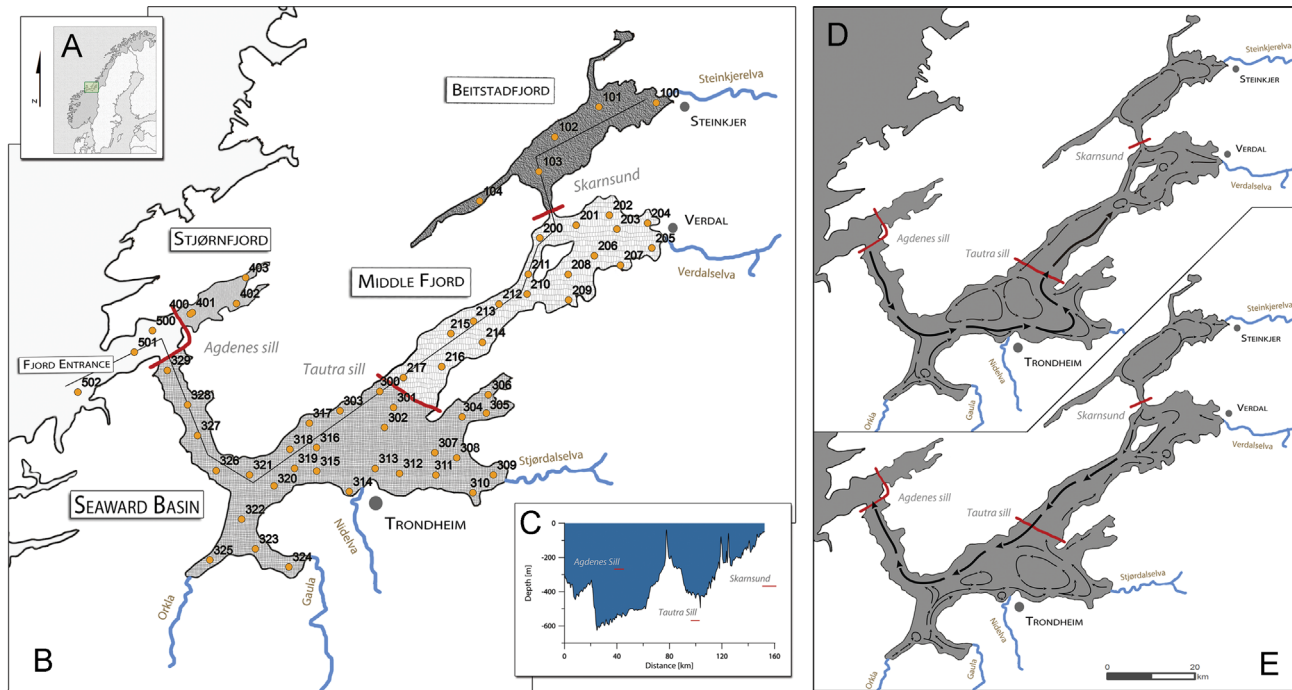 A
N
B
BEITSTADFJORD
Steinkjerelva
STEINKJER
100
101
102
103
104
Skarnsund
VERDAL
Verdalselva
200
201
202
203
204
205
206
207
208
209
210
211
212
213
214
215
216
217
STJØRNFJORD
MIDDLE FJORD
400
401
402
403
500
501
502
FJORD ENTRANCE
Agdenes sill
Tautra sill
300
301
302
303
304
305
306
307
308
309
310
311
312
313
314
315
316
317
318
319
320
321
322
323
324
325
326
327
328
329
SEAWARD BASIN
Stjørdalselva
TRONDHEIM
Nidelva
Gaula
Orkla
C
Depth [m]
0
-200
-400
-600
Agdenes Sill
Tautra Sill
Skarnsund
0
40
80
120
160
Distance [km]
D
Steinkjerelva
STEINKJER
Skarnsund
VERDAL
Verdalselva
Agdenes sill
Tautra sill
TRONDHEIM
Nidelva
Gaula
Orkla
E
Steinkjerelva
STEINKJER
Skarnsund
VERDAL
Verdalselva
Agdenes sill
Tautra sill
Stjørdalselva
TRONDHEIM
Nidelva
Gaula
Orkla
0
20
km